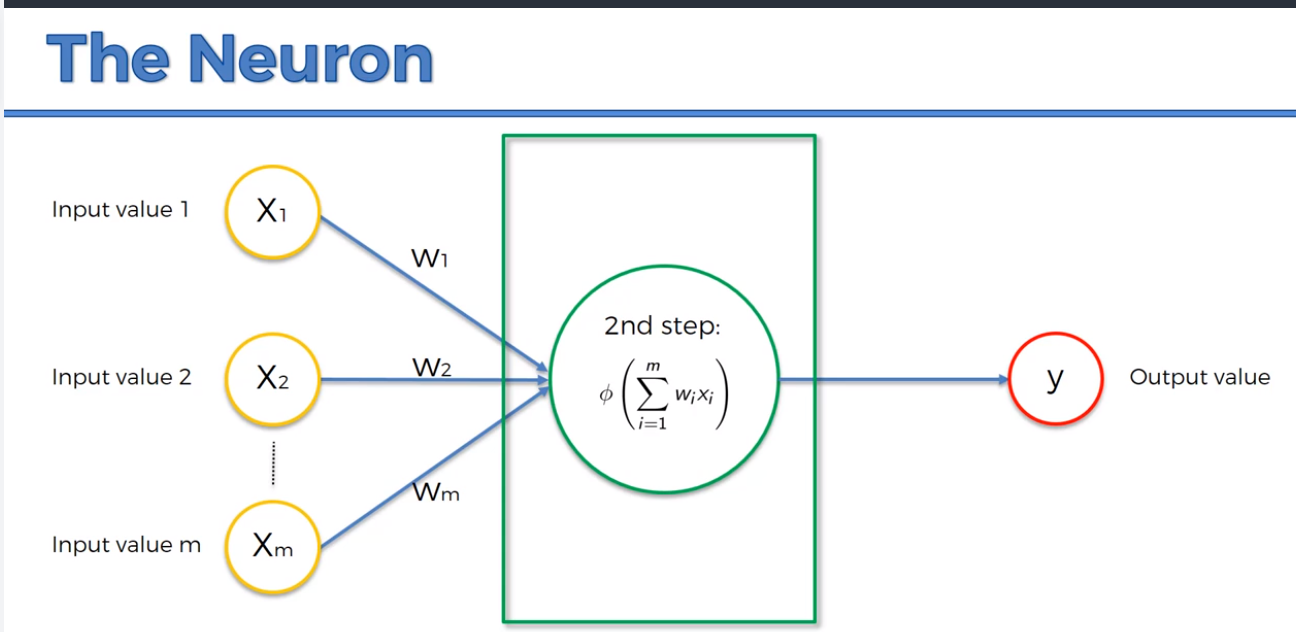 The Neuron
Input value 1
X1
W1
Input value 2
X2
W2
Input value m
Xm
Wm
2nd step:
ϕ(∑_{i=1}^{m} w_i x_i)
y
Output value